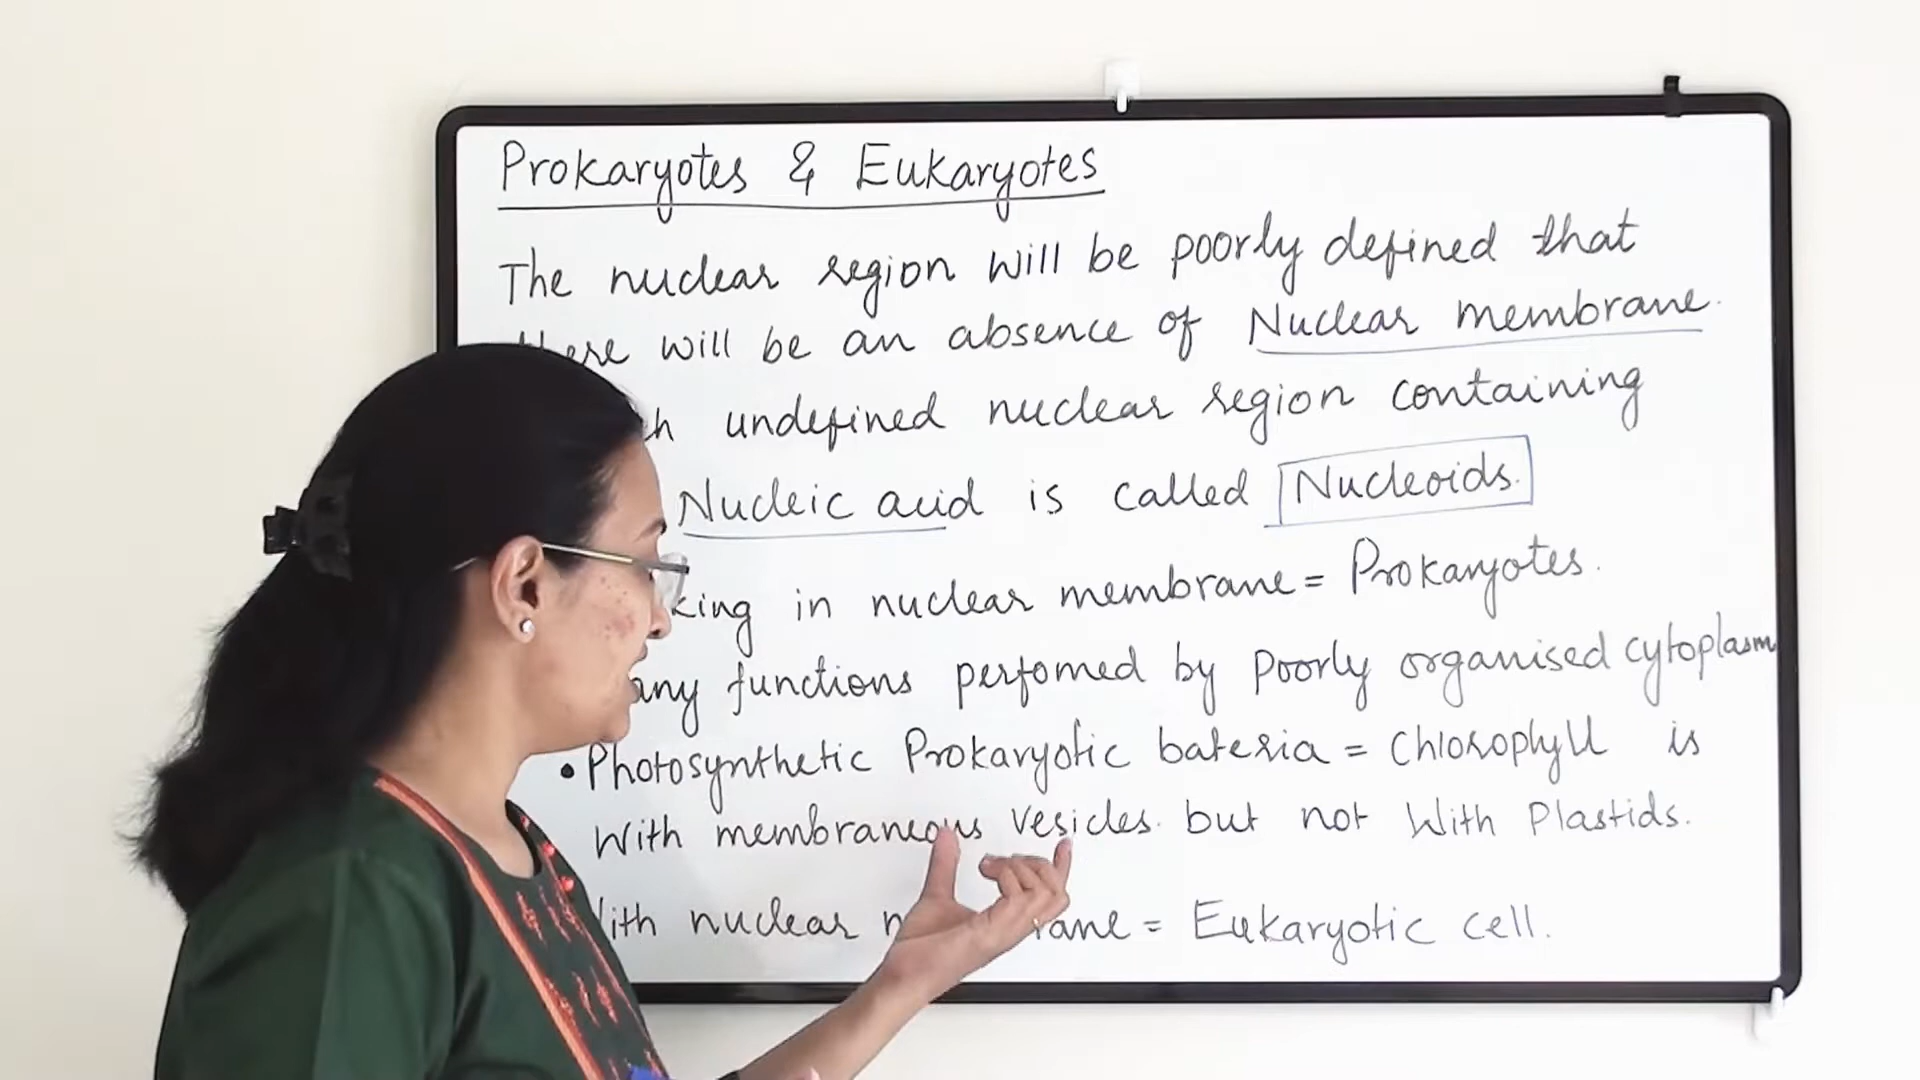 Prokaryotes & Eukaryotes
The nuclear region will be poorly defined that
there will be an absence of Nuclear membrane.
undefined nuclear region containing
Nucleic acid is called Nucleoids.
in nuclear membrane = Prokaryotes.
functions perfomed by Poorly organised cytoplasm
• Photosynthetic Prokaryotic bateria = Chlorophyll is
With membraneous vesicles. but not With Plastids.
With nuclear = Eukaryotic cell.